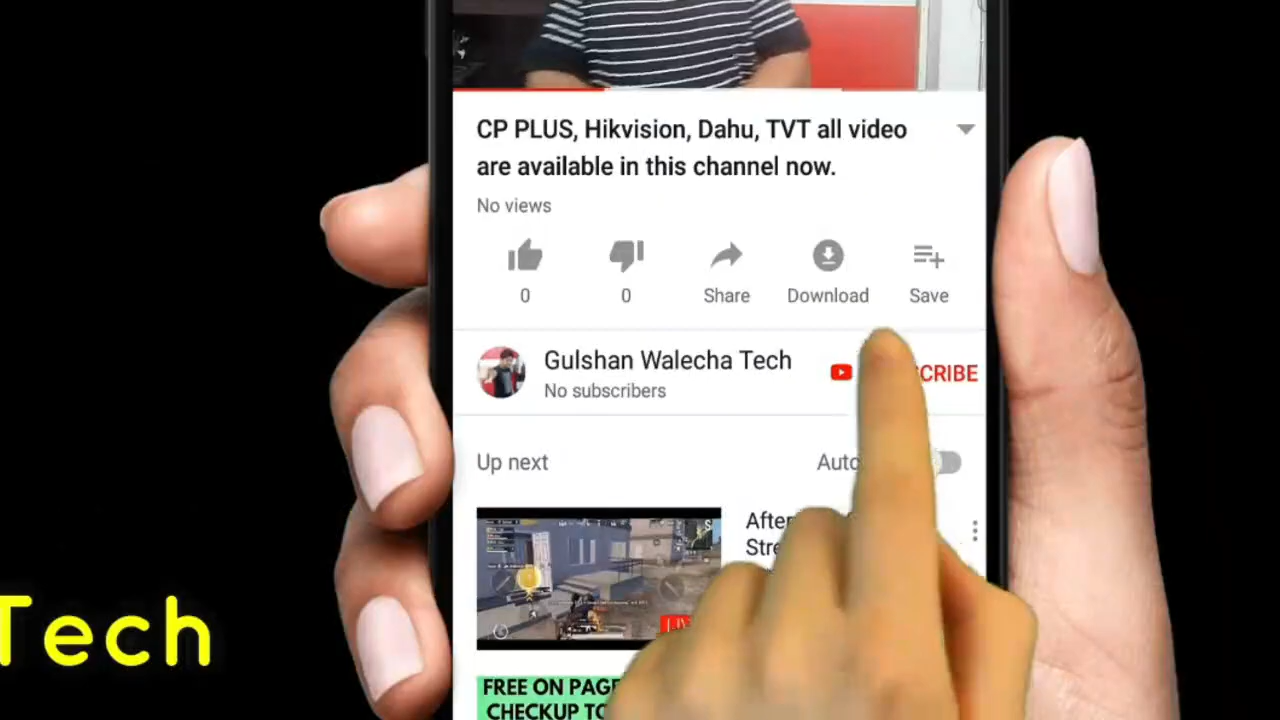 CP PLUS, Hikvision, Dahu, TVT all video
are available in this channel now.
No views
0
0
Share
Download
Save
Gulshan Walecha Tech
No subscribers
CRIBE
Up next
Auto
After
Tech
FREE ON PAGE
CHECKUP TO